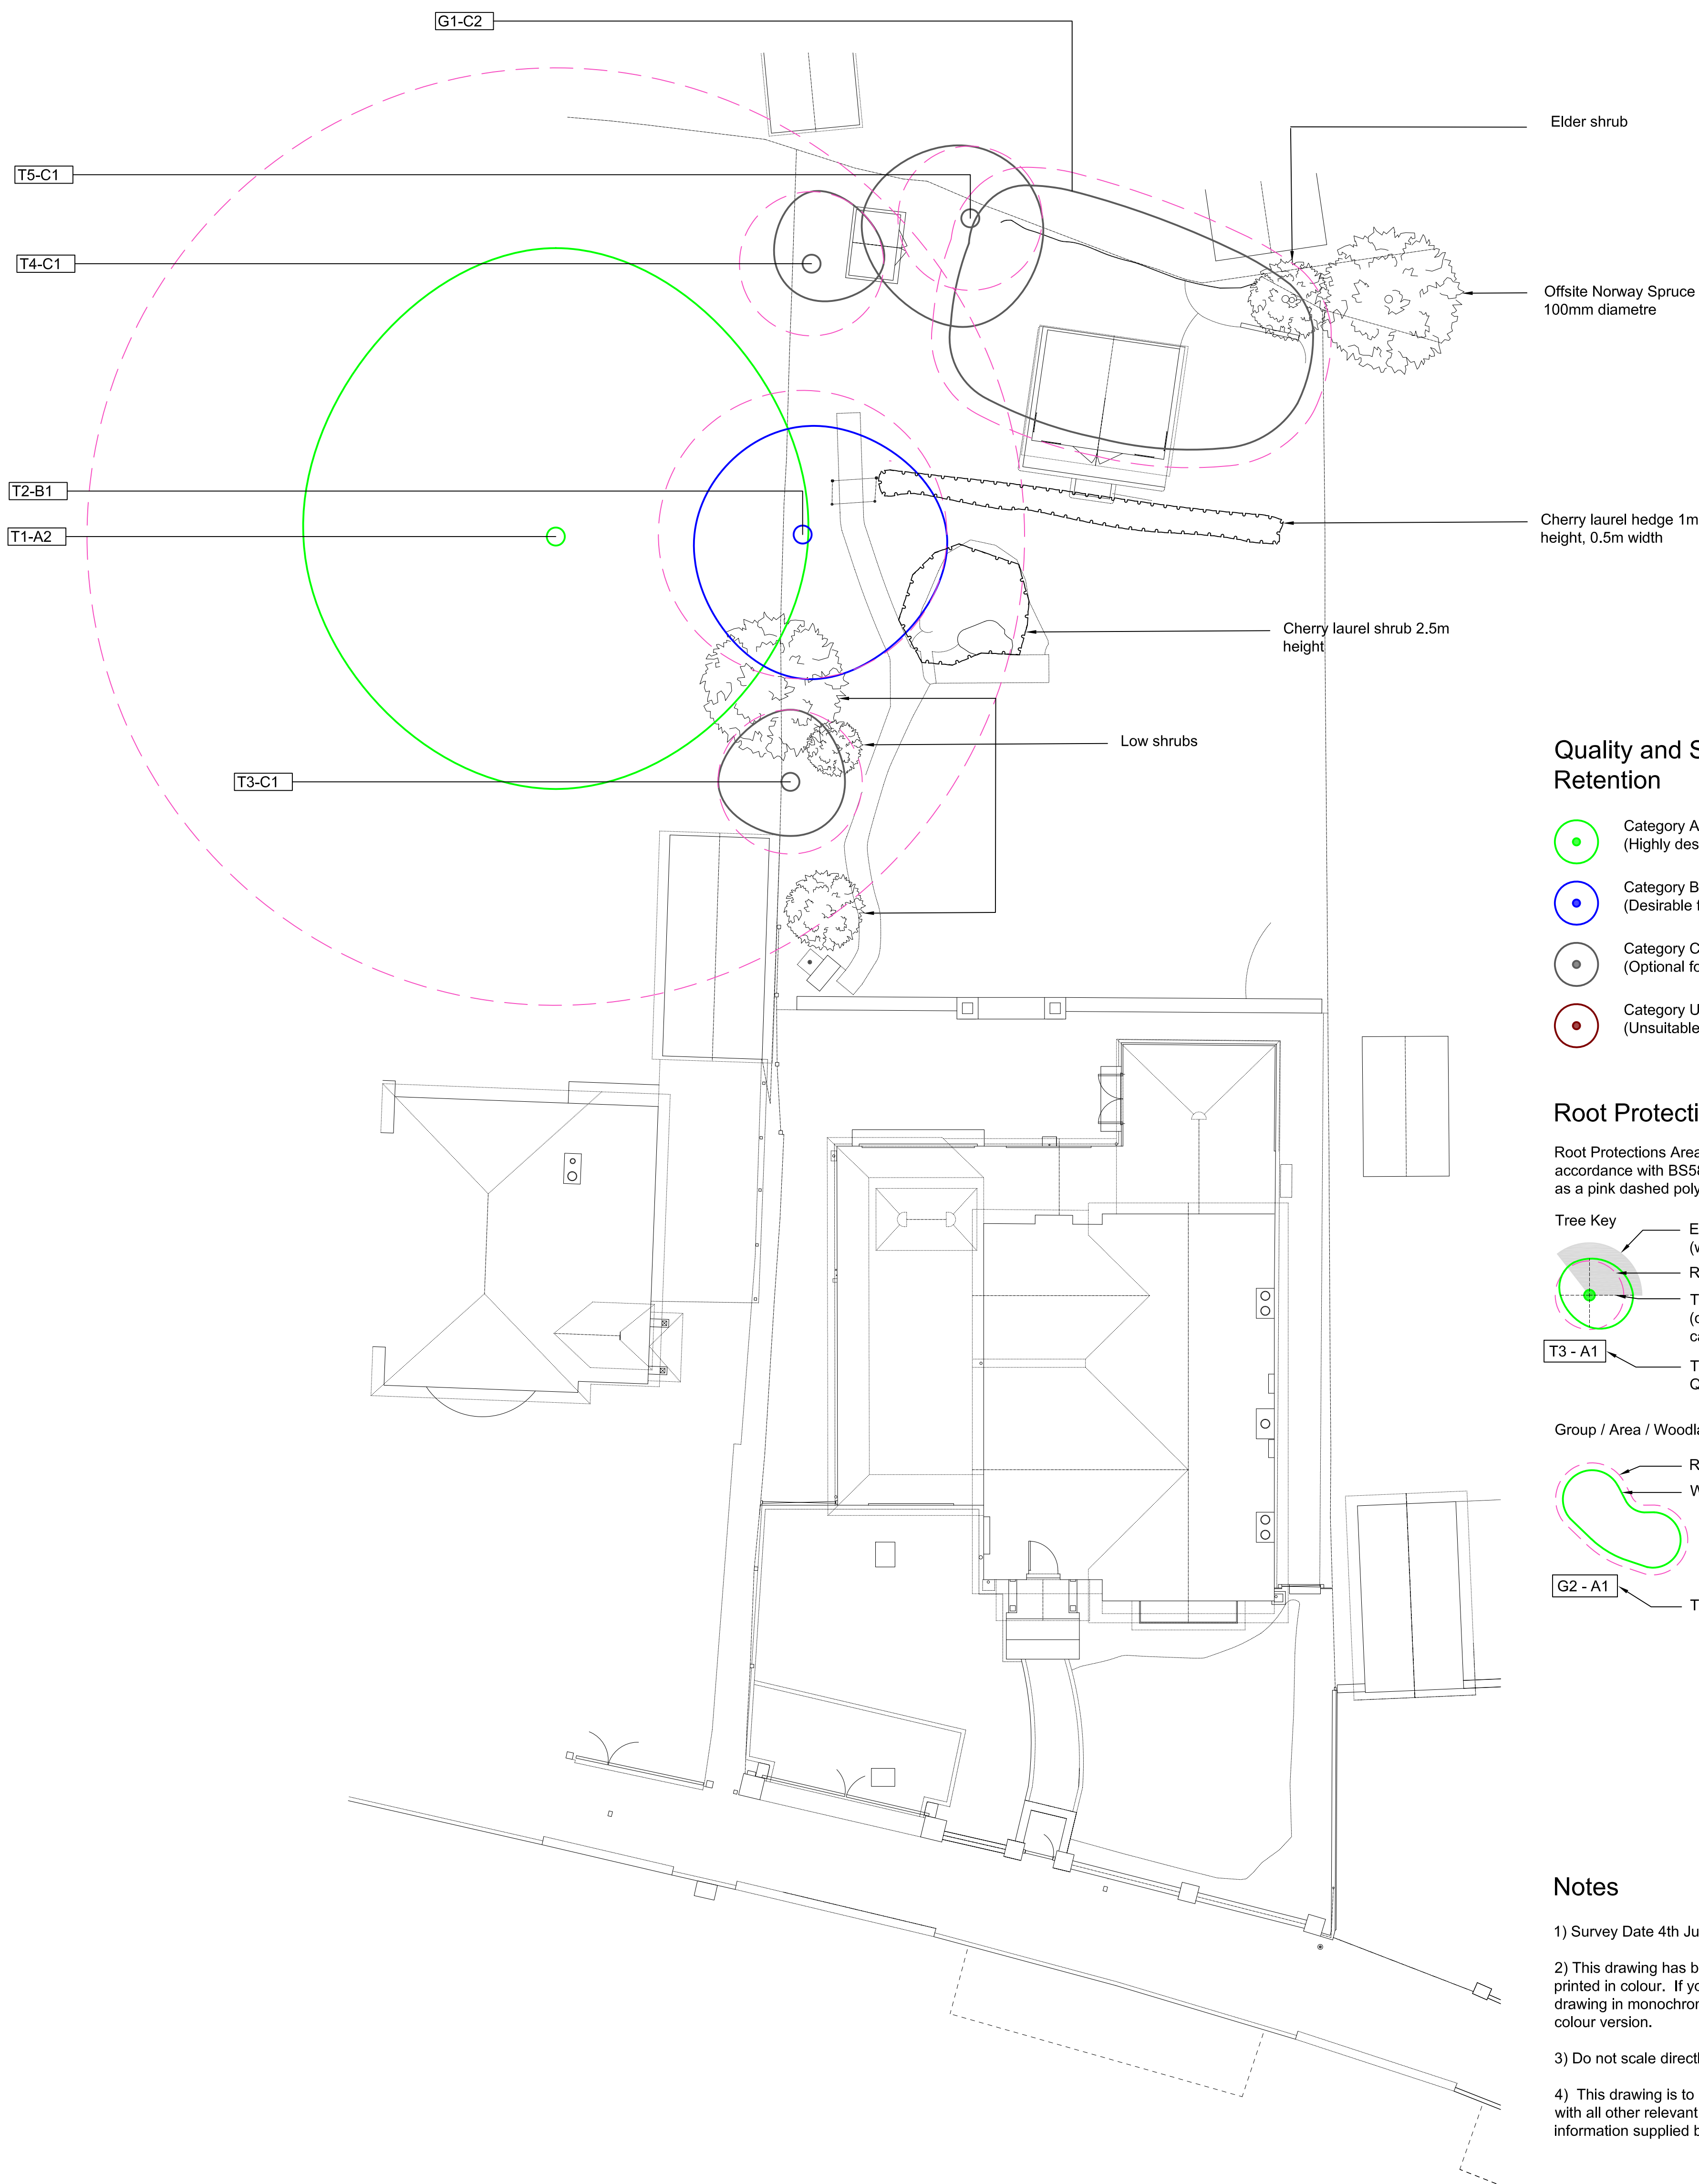 G1-C2
Elder shrub
T5-C1
T4-C1
Offsite Norway Spruce
100mm diametre
T2-B1
T1-A2
Cherry laurel hedge 1m
height, 0.5m width
Cherry laurel shrub 2.5m
height
Low shrubs
T3-C1
Quality and S
Retention
Category A
(Highly des
Category B
(Desirable f
Category C
(Optional fo
Category U
(Unsuitable
Root Protecti
Root Protections Area
accordance with BS58
as a pink dashed poly
Tree Key
E
(w
R
T
(c
ca
T3 - A1
T
Q
Group / Area / Woodla
R
W
G2 - A1
T
Notes
1) Survey Date 4th Ju
2) This drawing has b
printed in colour. If yo
drawing in monochror
colour version.
3) Do not scale directl
4) This drawing is to
with all other relevant
information supplied b